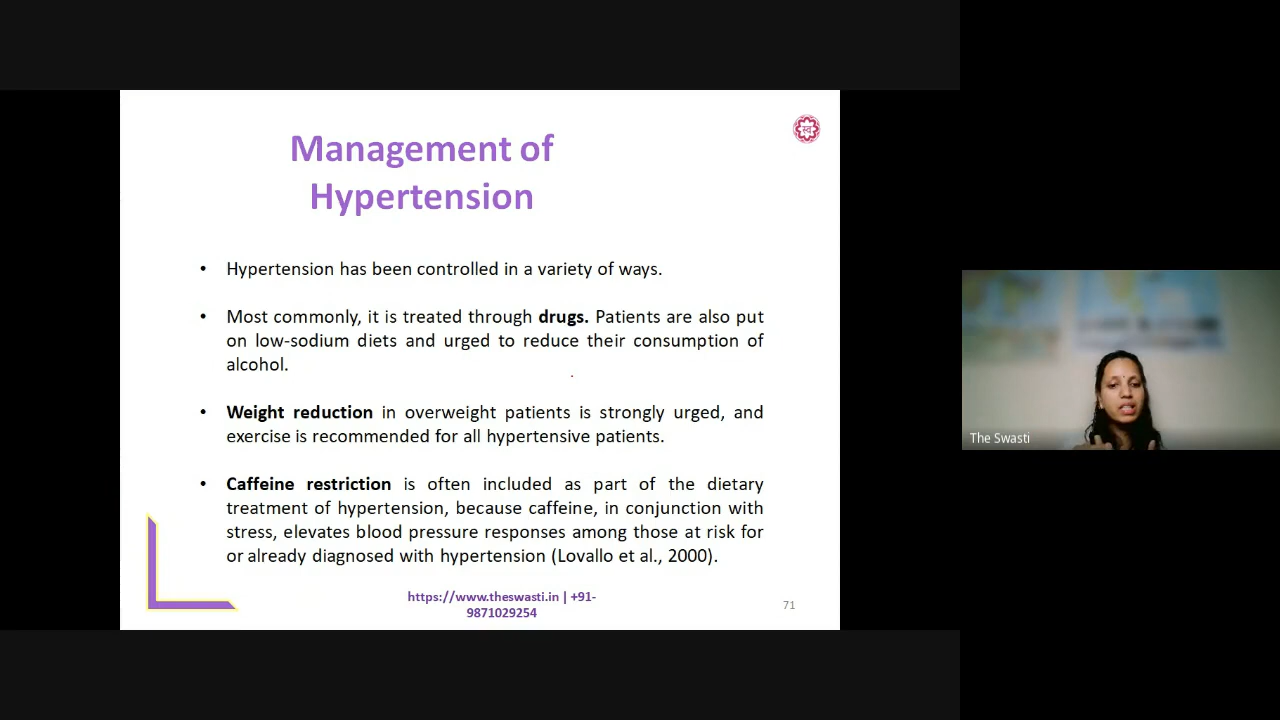 Management of
Hypertension
• Hypertension has been controlled in a variety of ways.
• Most commonly, it is treated through drugs. Patients are also put
on low-sodium diets and urged to reduce their consumption of
alcohol.
• Weight reduction in overweight patients is strongly urged, and
exercise is recommended for all hypertensive patients.
• Caffeine restriction is often included as part of the dietary
treatment of hypertension, because caffeine, in conjunction with
stress, elevates blood pressure responses among those at risk for
or already diagnosed with hypertension (Lovallo et al., 2000).
https://www.theswasti.in | +91-
9871029254
71
The Swasti